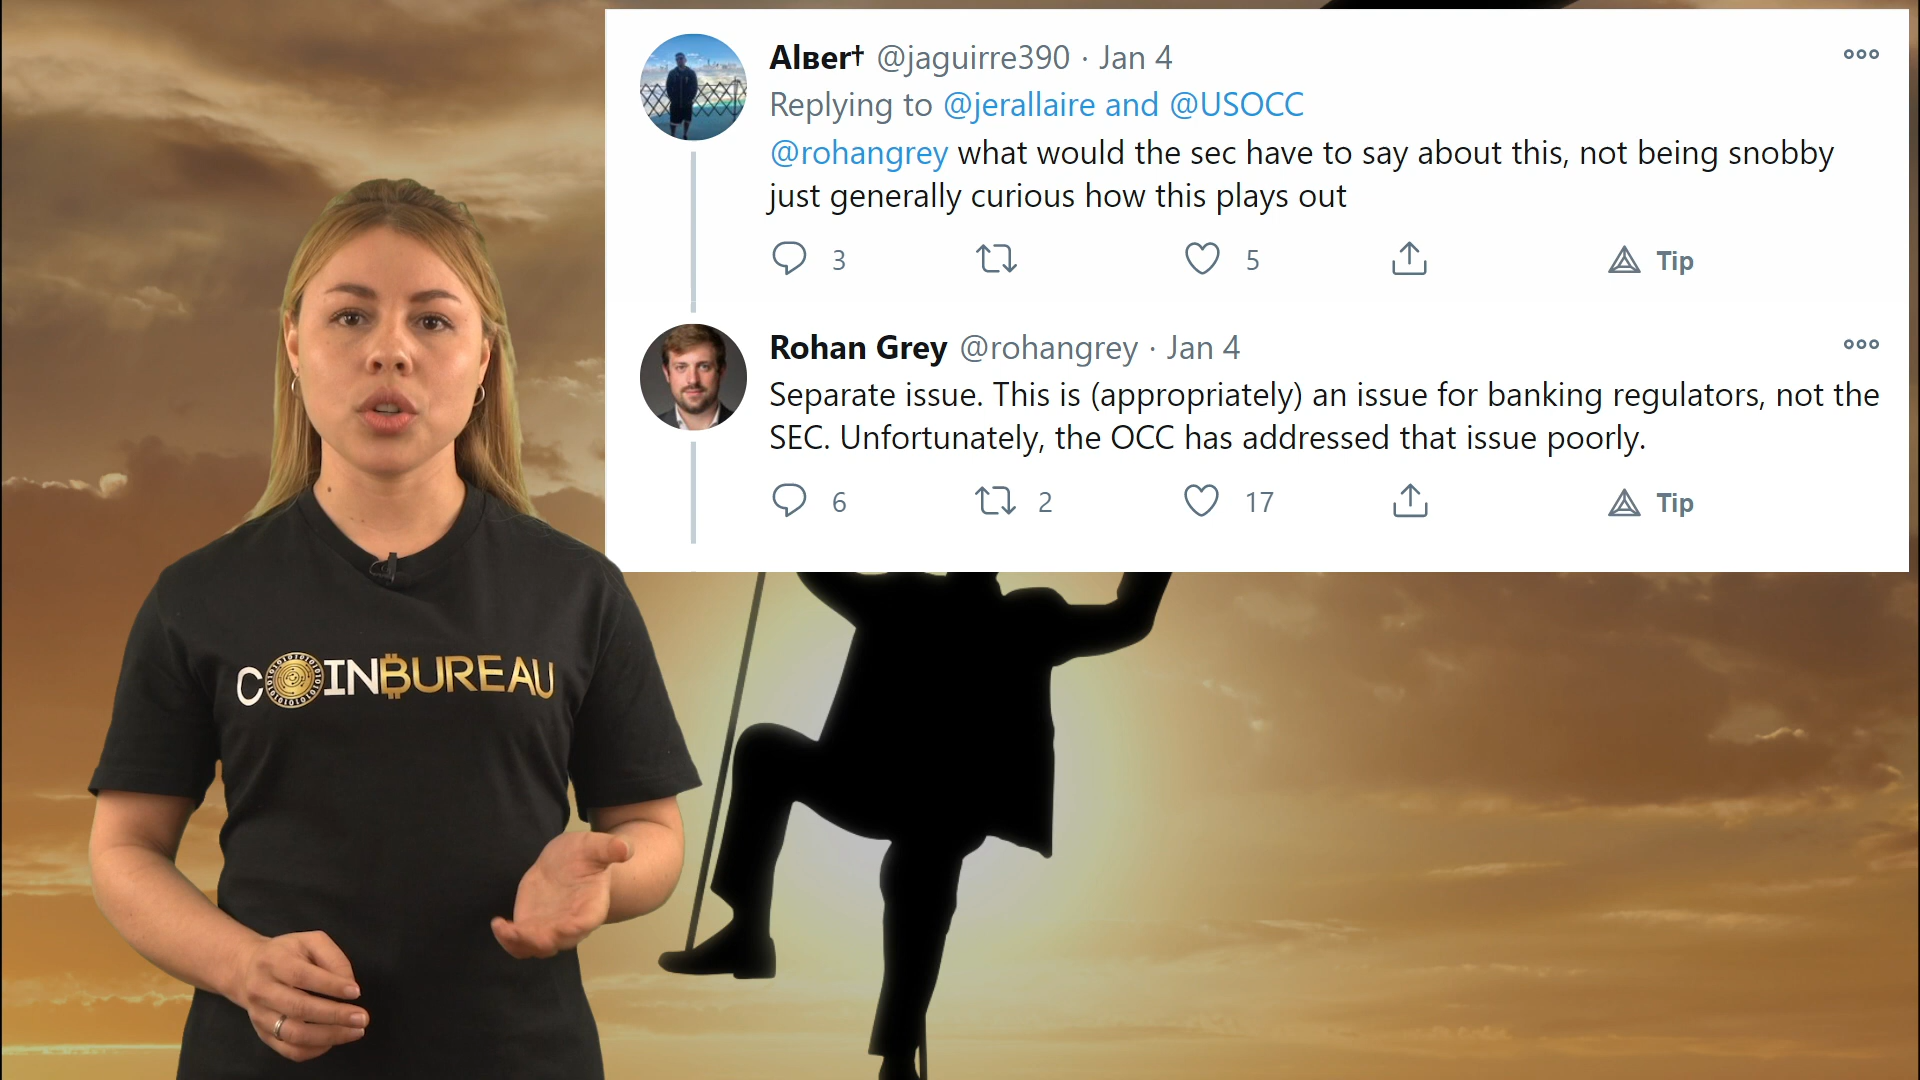 Alʙer† @jaguirre390 · Jan 4
Replying to @jerallaire and @USOCC
@rohangrey what would the sec have to say about this, not being snobby
just generally curious how this plays out
3 5 Tip
Rohan Grey @rohangrey · Jan 4
Separate issue. This is (appropriately) an issue for banking regulators, not the
SEC. Unfortunately, the OCC has addressed that issue poorly.
6 2 17 Tip
COINBUREAU